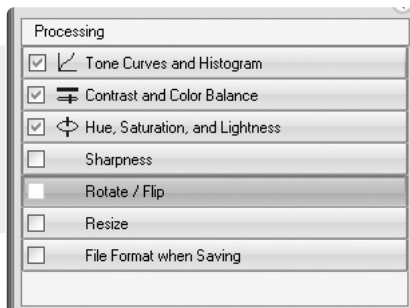 Processing
Tone Curves and Histogram
Contrast and Color Balance
Hue, Saturation, and Lightness
Sharpness
Rotate / Flip
Resize
File Format when Saving